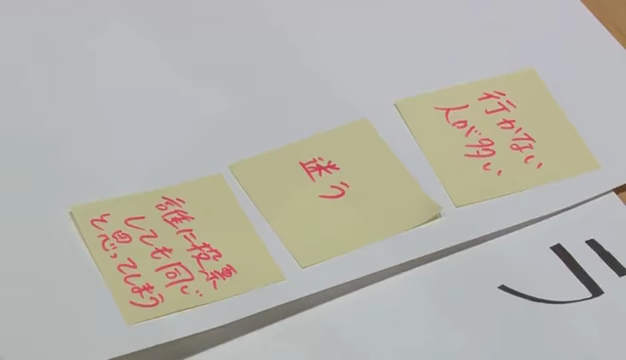 行かない
人が多い
迷う
誰に投票
しても同じ
と思ってしまう